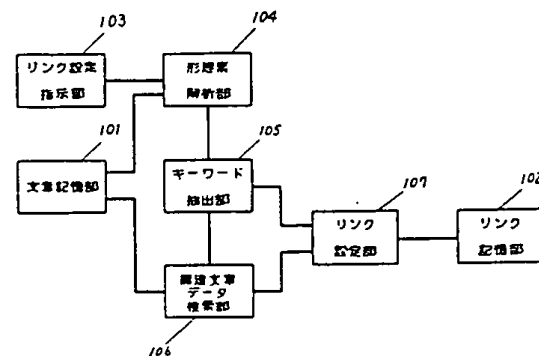 103
リンク設定
指示部
104
形態素
解析部
101
文章記憶部
105
キーワード
抽出部
107
リンク
設定部
102
リンク
記憶部
関連文章
データ
検索部
106